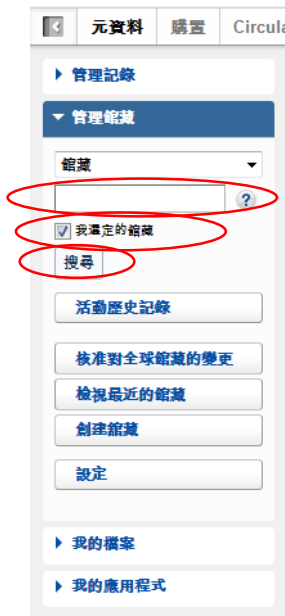 元資料 購置 Circula
管理記錄
管理館藏
館藏
?
我選定的館藏
搜尋
活動歷史記錄
核准對全球館藏的變更
檢視最近的館藏
創建館藏
設定
我的檔案
我的應用程式